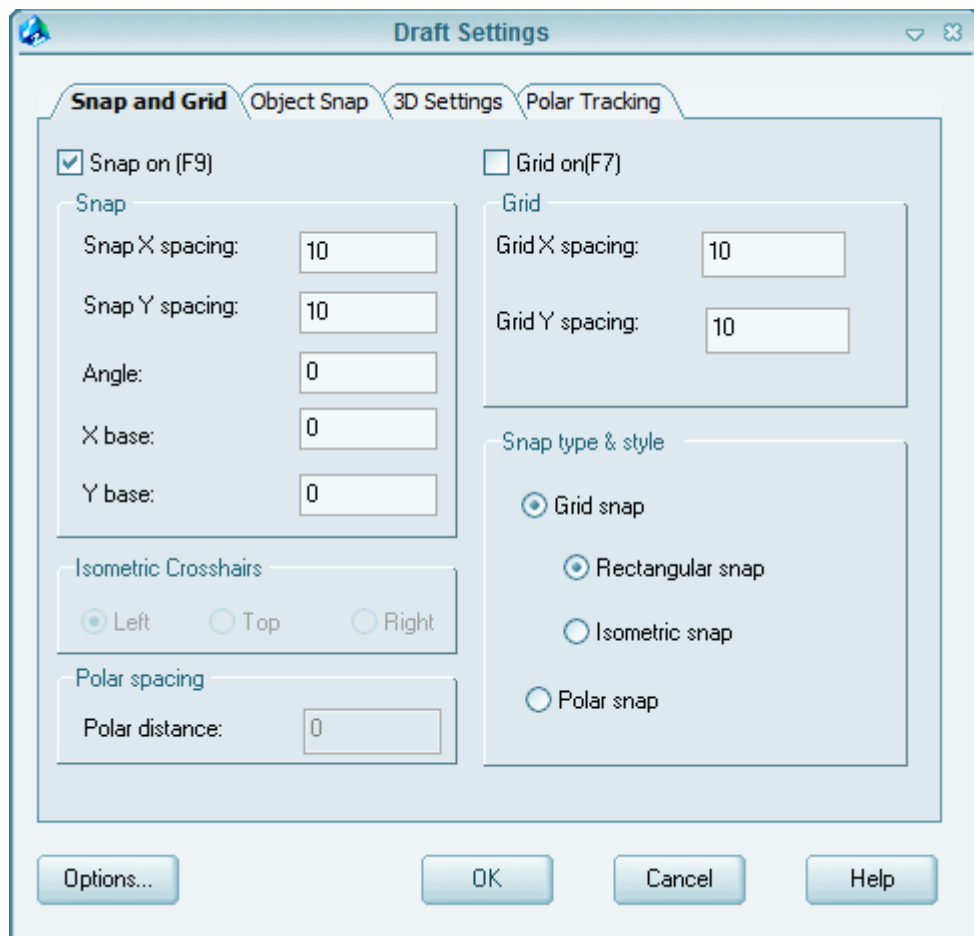 Draft Settings
Snap and Grid Object Snap 3D Settings Polar Tracking
Snap on (F9)
Snap
Snap X spacing: 10
Snap Y spacing: 10
Angle: 0
X base: 0
Y base: 0
Isometric Crosshairs
Left Top Right
Polar spacing
Polar distance: 0
Grid on(F7)
Grid
Grid X spacing: 10
Grid Y spacing: 10
Snap type & style
Grid snap
Rectangular snap
Isometric snap
Polar snap
Options... OK Cancel Help